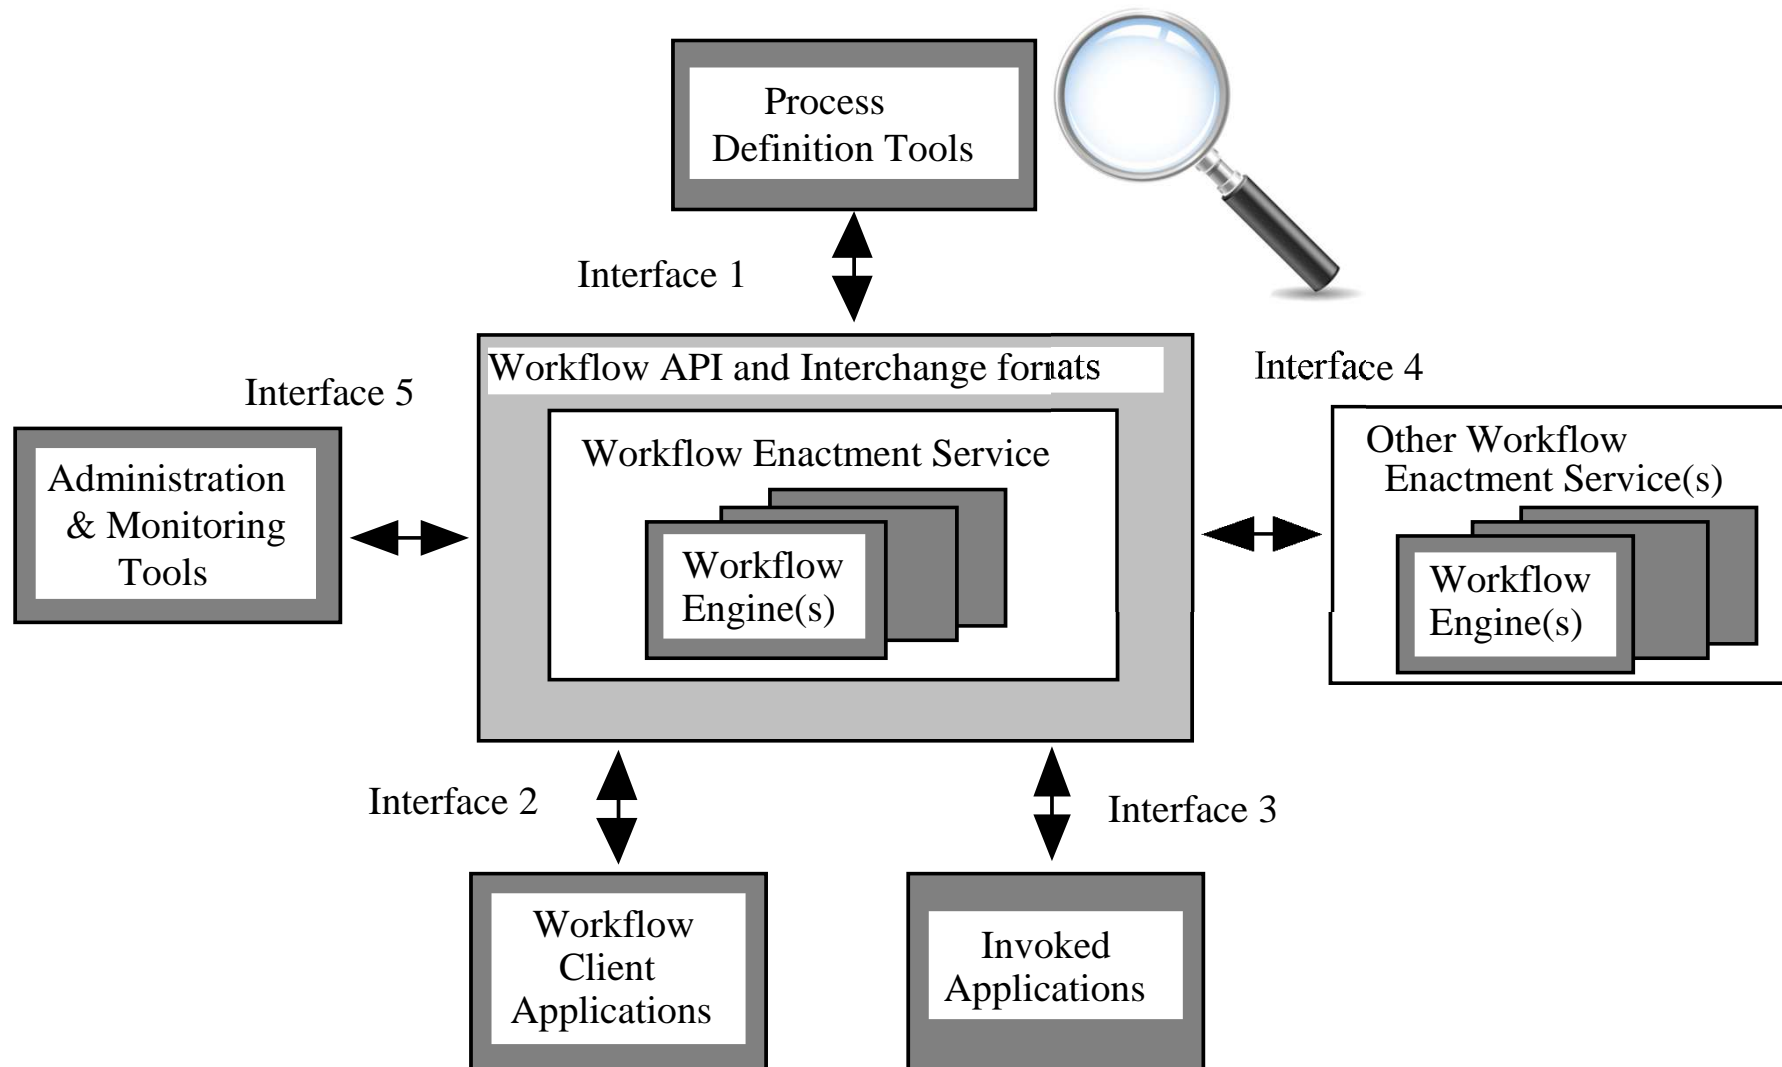 Process
Definition Tools
Interface 1
Workflow API and Interchange formats
Interface 4
Interface 5
Workflow Enactment Service
Workflow
Engine(s)
Other Workflow
Enactment Service(s)
Workflow
Engine(s)
Administration
& Monitoring
Tools
Interface 2
Interface 3
Workflow
Client
Applications
Invoked
Applications